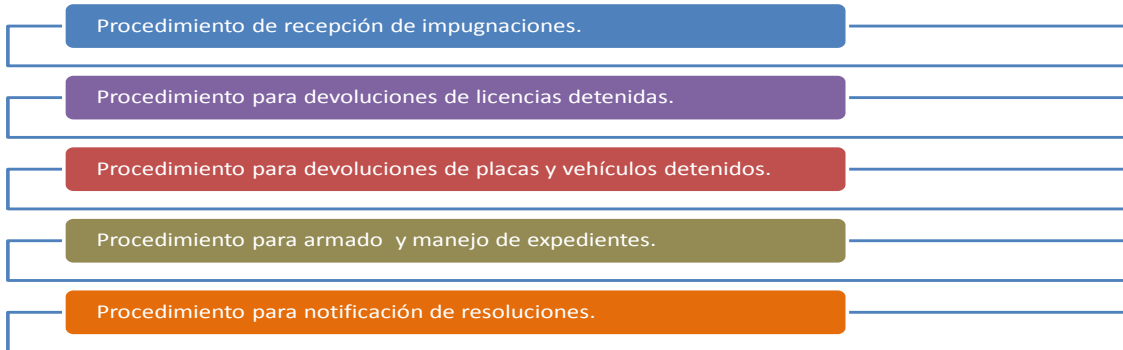 Procedimiento de recepción de impugnaciones.
Procedimiento para devoluciones de licencias detenidas.
Procedimiento para devoluciones de placas y vehículos detenidos.
Procedimiento para armado  y manejo de expedientes.
Procedimiento para notificación de resoluciones.